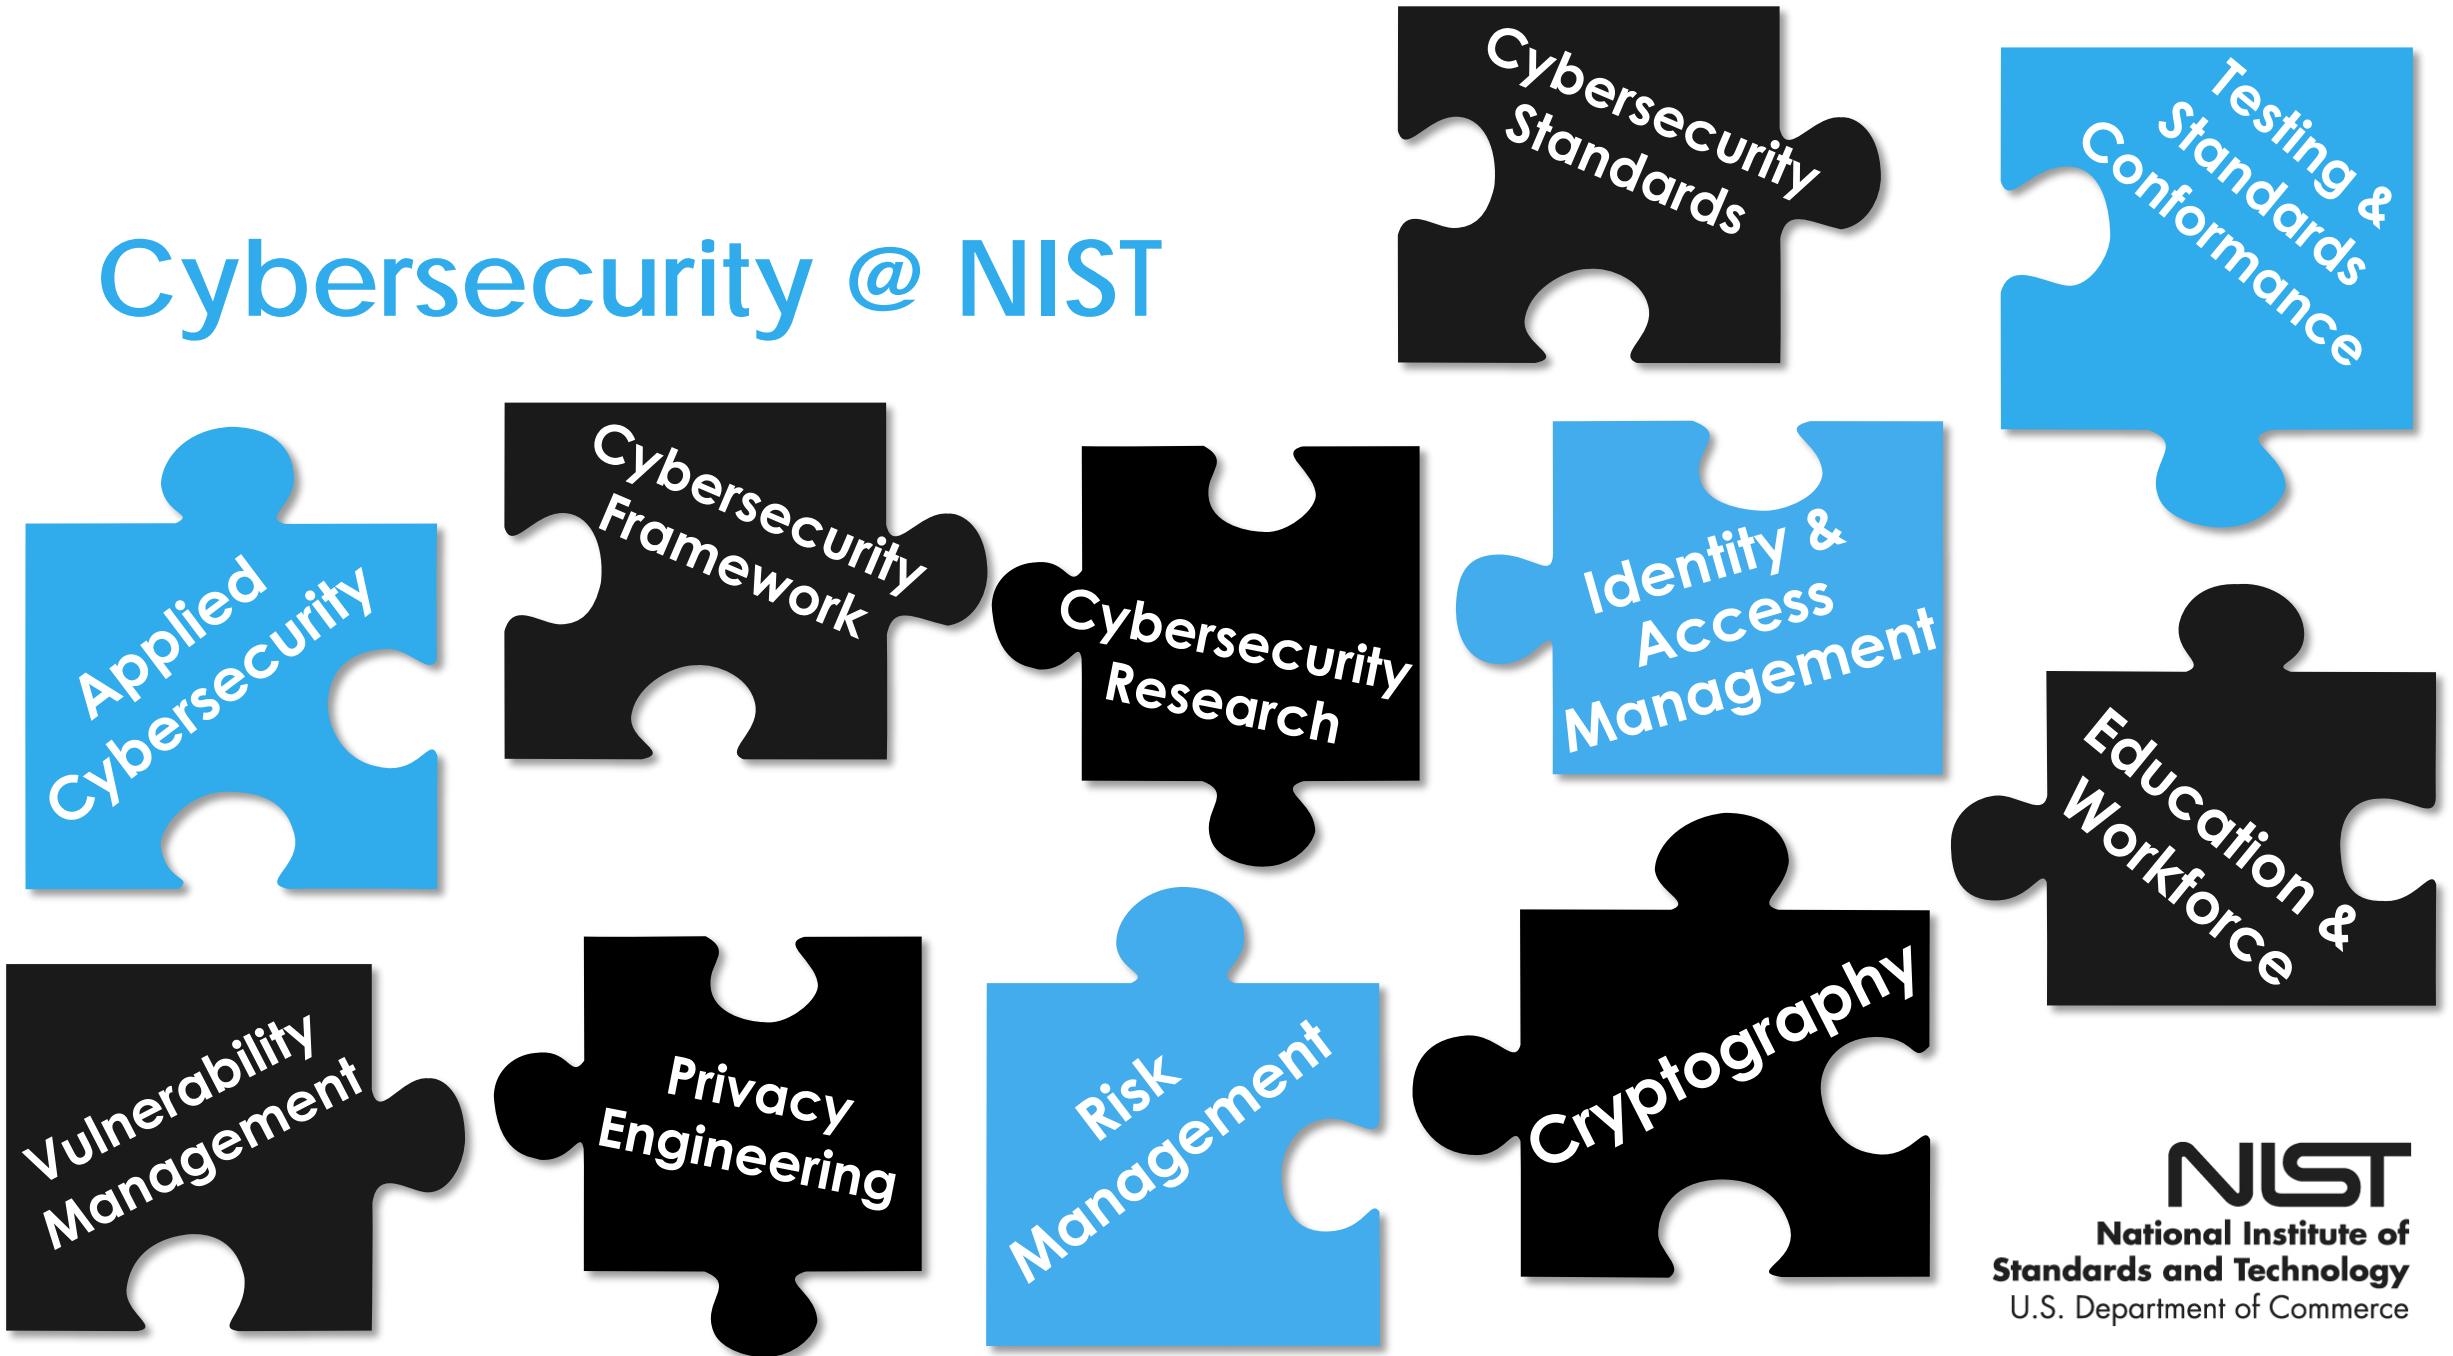 Cybersecurity @ NIST
Cybersecurity
Standards
Testing &
Standards
Conformance
Applied
Cybersecurity
Cybersecurity
Framework
Cybersecurity
Research
Identity &
Access
Management
Education &
Workforce
Vulnerability
Management
Privacy
Engineering
Risk
Management
Cryptography
NIST
National Institute of
Standards and Technology
U.S. Department of Commerce